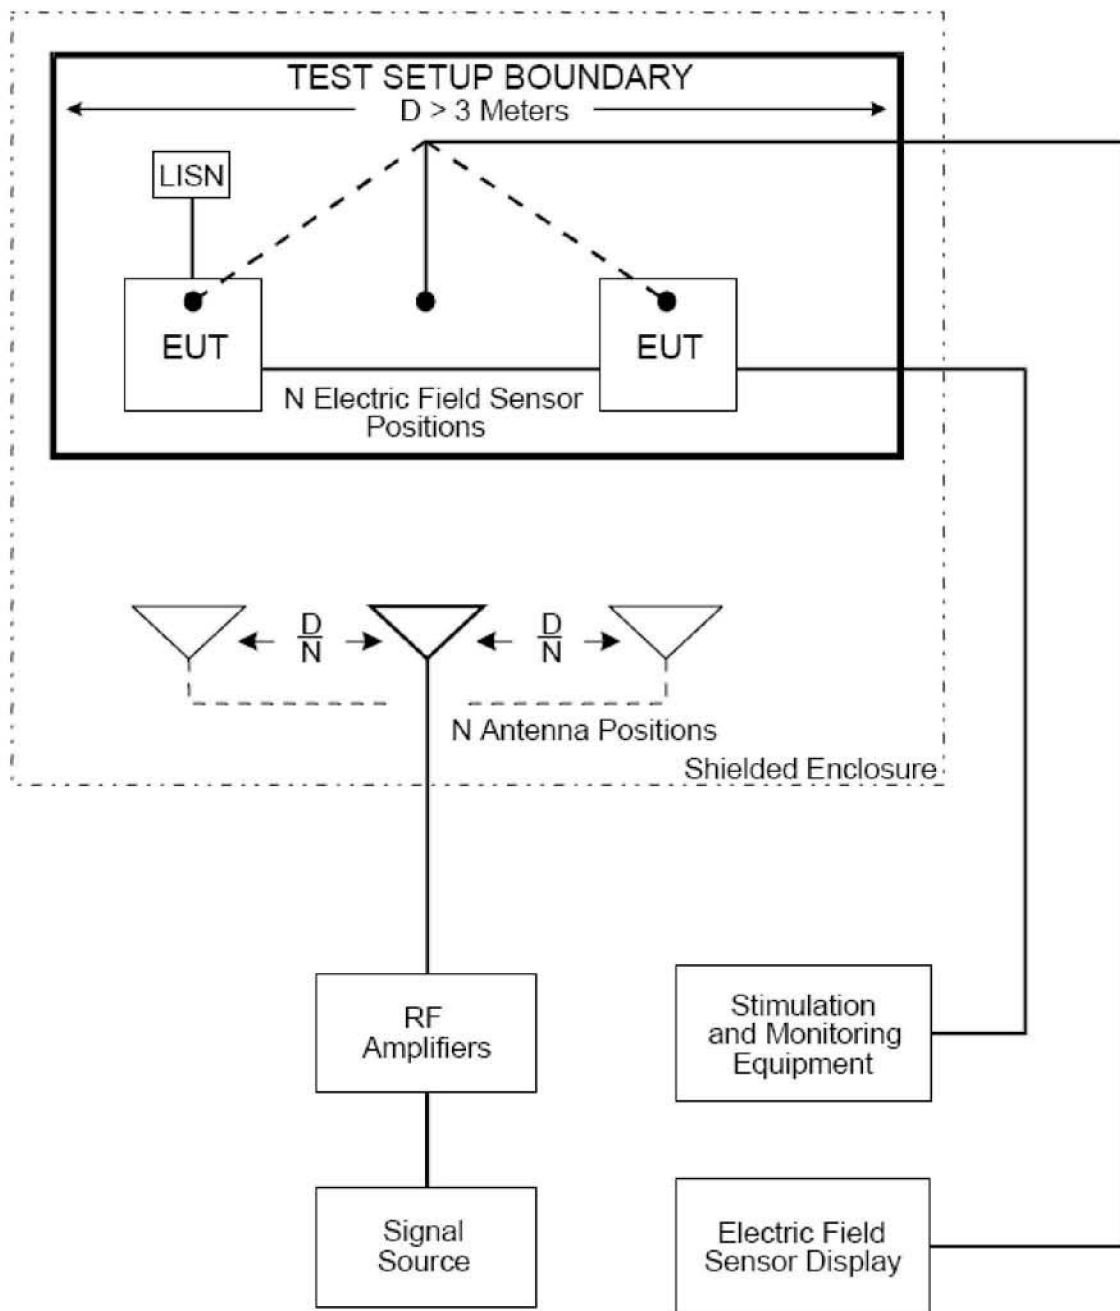 TEST SETUP BOUNDARY
D > 3 Meters
LISN
EUT
EUT
N Electric Field Sensor
Positions
D
N
D
N
N Antenna Positions
Shielded Enclosure
RF
Amplifiers
Stimulation
and Monitoring
Equipment
Signal
Source
Electric Field
Sensor Display